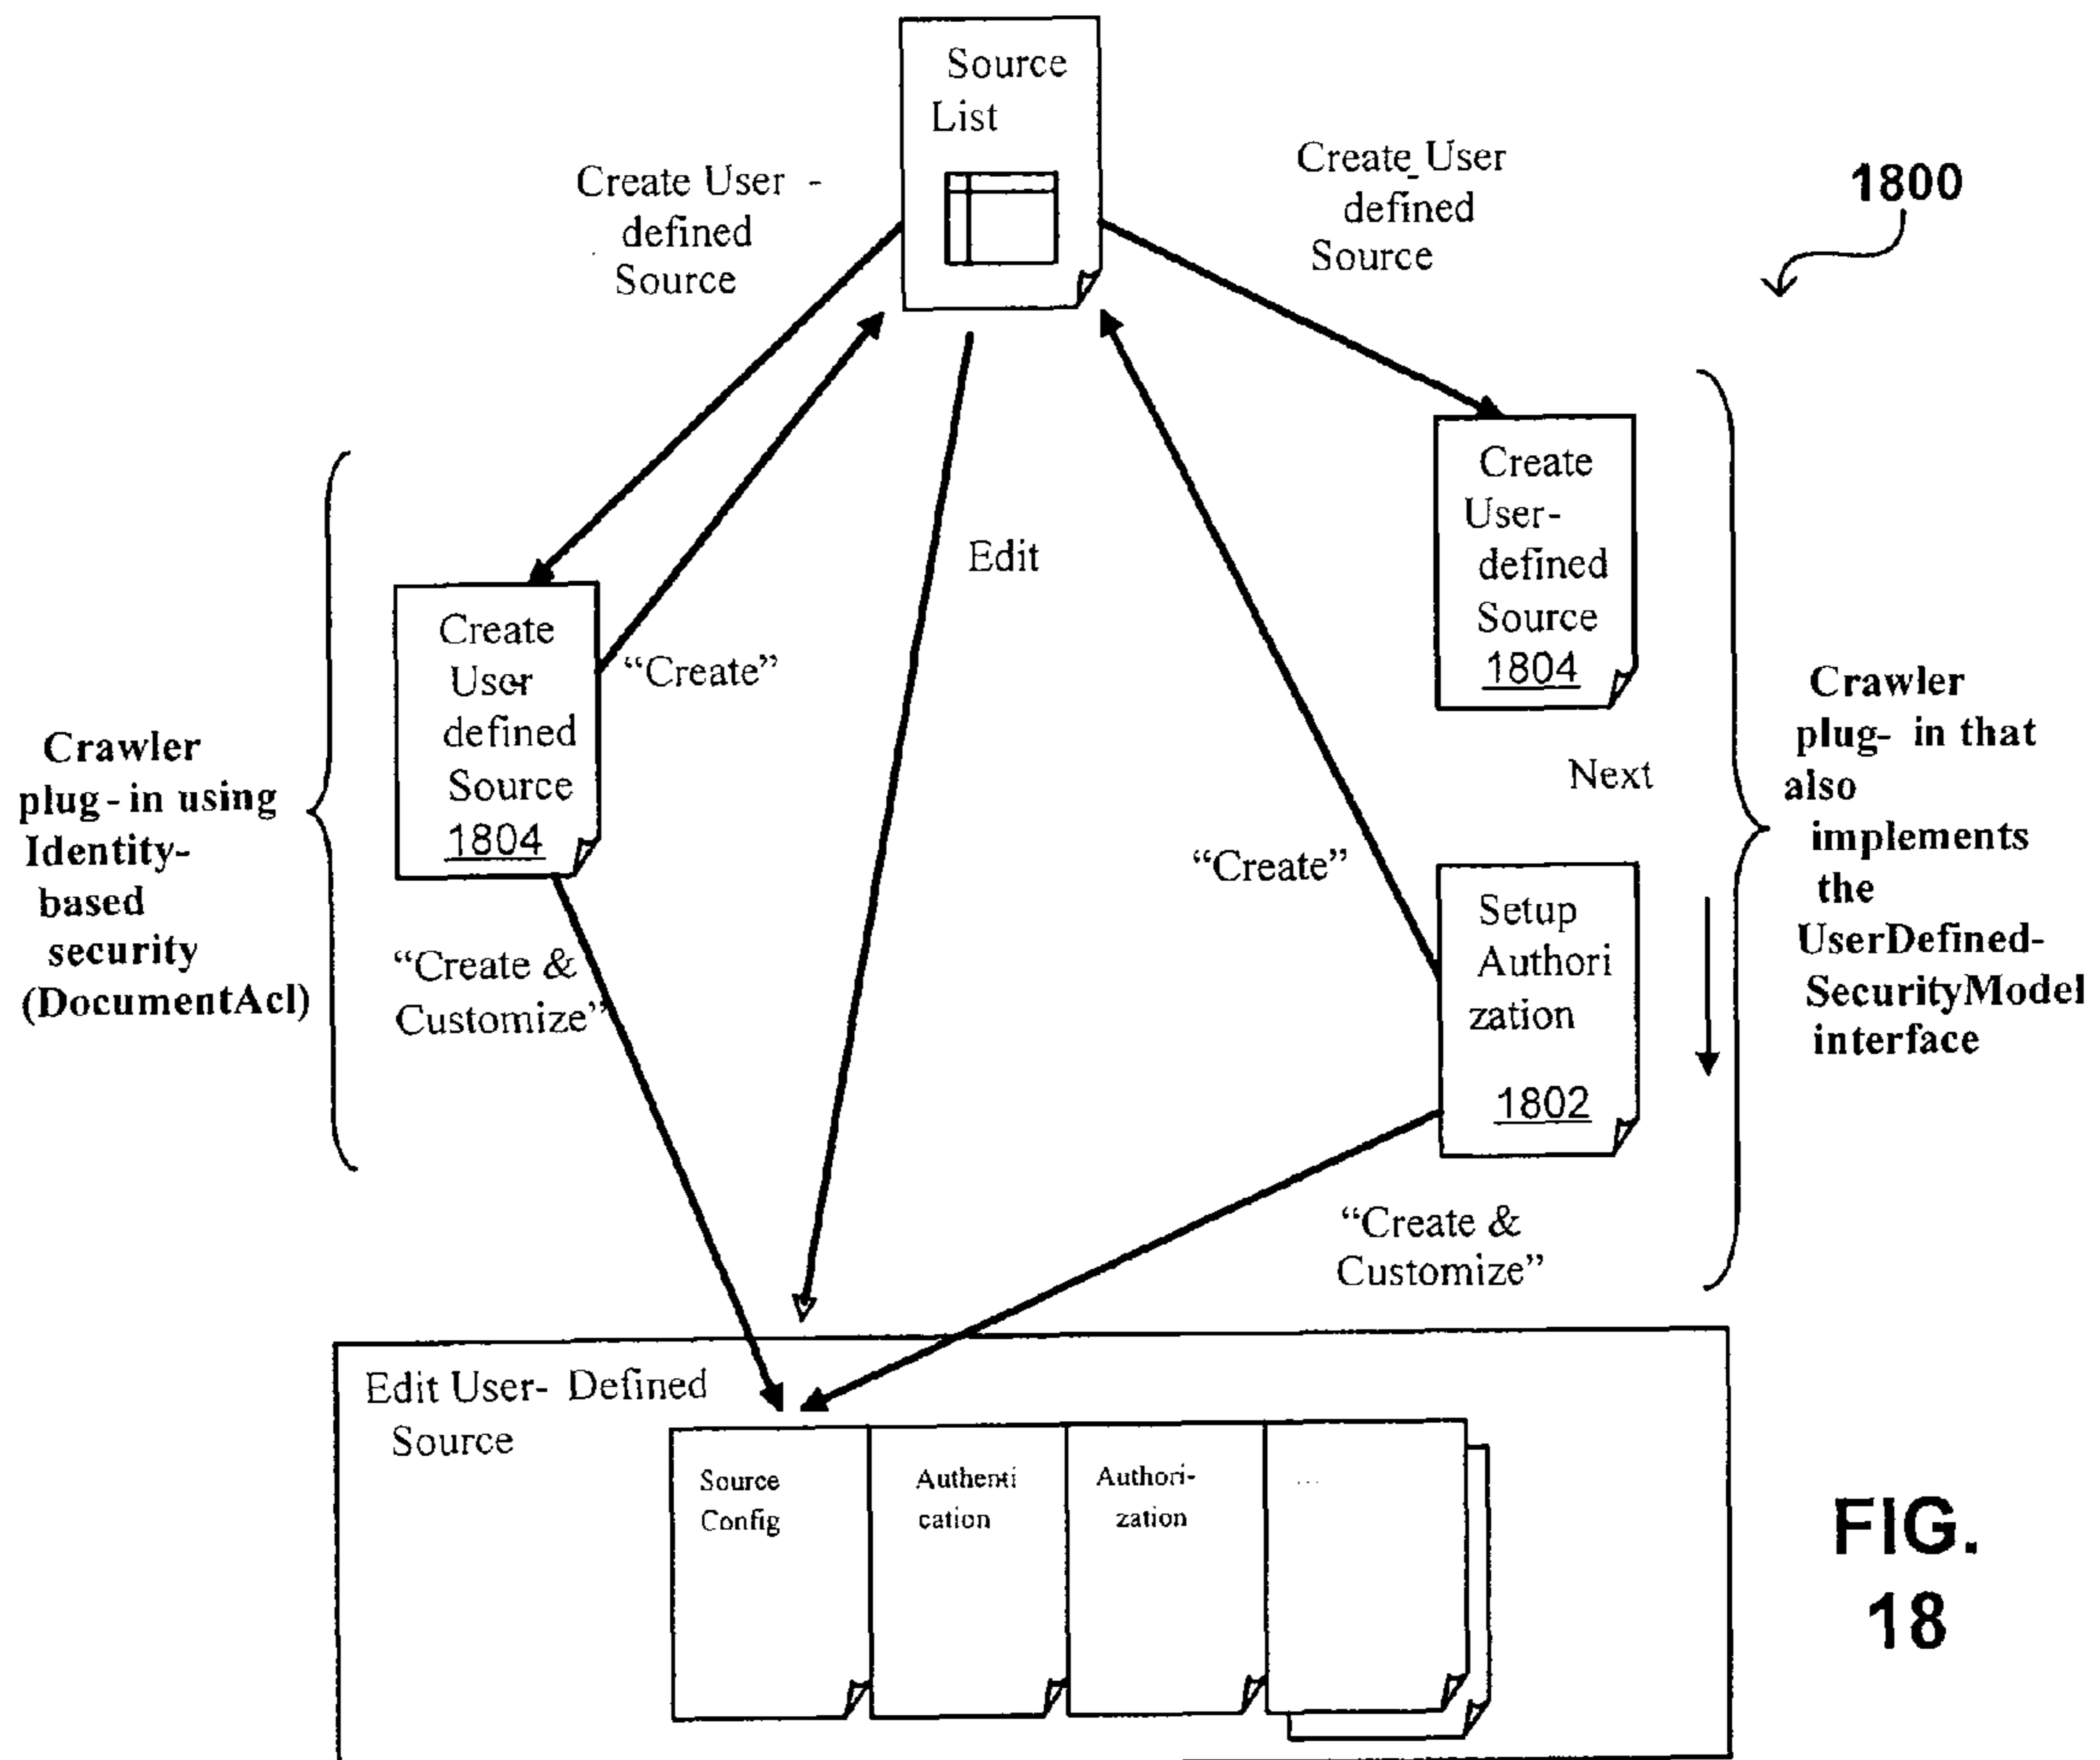 Source
List
Create User -
defined
Source
Create User
-
defined
Source
1800
Edit
Create
User-
defined
Source
1804
Create
User
defined
Source
1804
"Create"
Crawler
plug-in using
Identity-
based
security
(DocumentAcl)
Next
Crawler
plug- in that
also
implements
the
UserDefined-
SecurityModel
interface
"Create"
Setup
Authori
zation
1802
"Create &
Customize"
"Create &
Customize"
Edit User- Defined
Source
Source
Config
Authenti
cation
Authori-
zation
...
FIG.
18